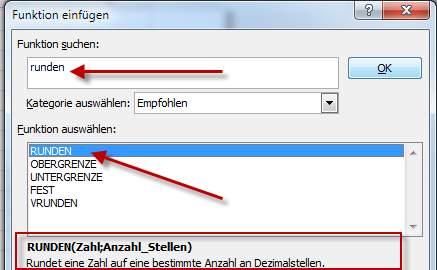 Funktion einfügen
Funktion suchen:
runden
OK
Kategorie auswählen: Empfohlen
Funktion auswählen:
RUNDEN
OBERGRENZE
UNTERGRENZE
FEST
VRUNDEN
RUNDEN(Zahl;Anzahl_Stellen)
Rundet eine Zahl auf eine bestimmte Anzahl an Dezimalstellen.